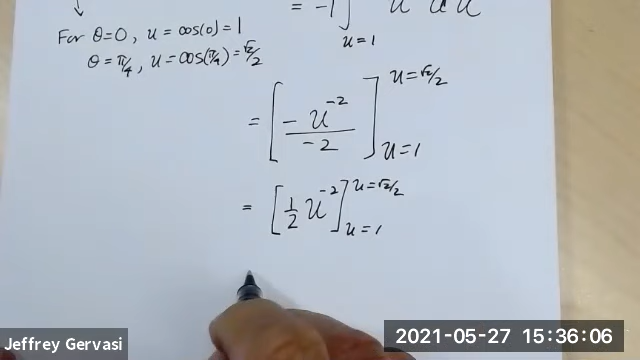 = -1∫ u du
u=1
For θ=0, u = cos(0) = 1
θ = π/4, u = cos(π/4) = √2/2
= [-u⁻²/-2] u=√2/2 u=1
= [1/2 u⁻²] u=√2/2 u=1
Jeffrey Gervasi
2021-05-27 15:36:06